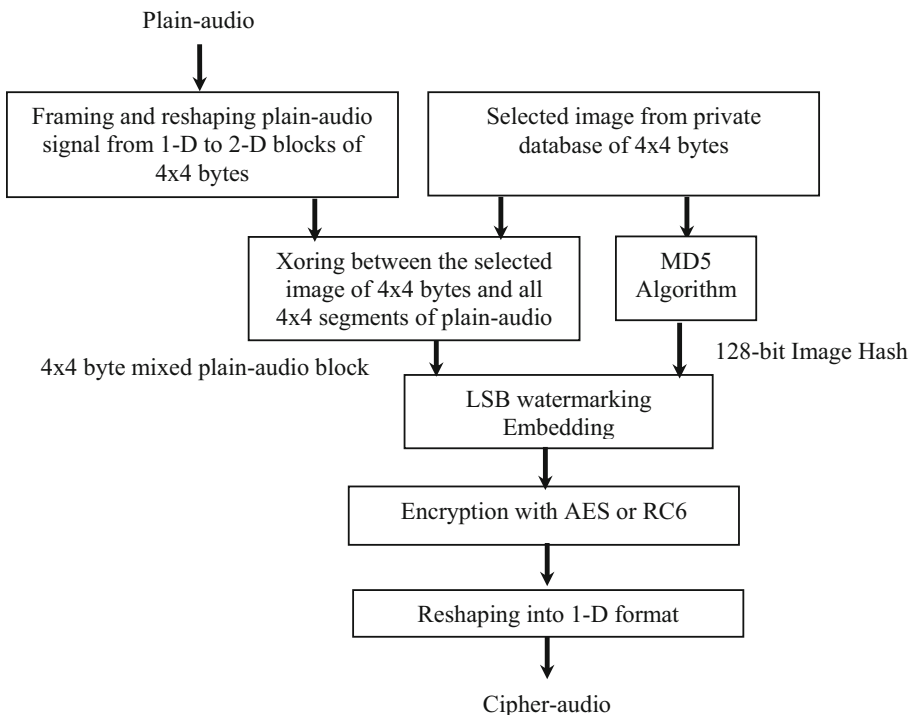 Plain-audio
Framing and reshaping plain-audio
signal from 1-D to 2-D blocks of
4x4 bytes
Selected image from private
database of 4x4 bytes
Xoring between the selected
image of 4x4 bytes and all
4x4 segments of plain-audio
MD5
Algorithm
4x4 byte mixed plain-audio block
128-bit Image Hash
LSB watermarking
Embedding
Encryption with AES or RC6
Reshaping into 1-D format
Cipher-audio